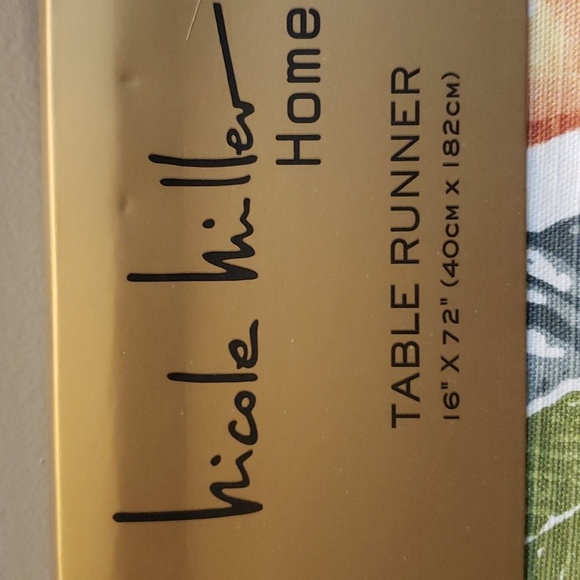 nicole miller
Home
TABLE RUNNER
16" X 72" (40CM X 182CM)